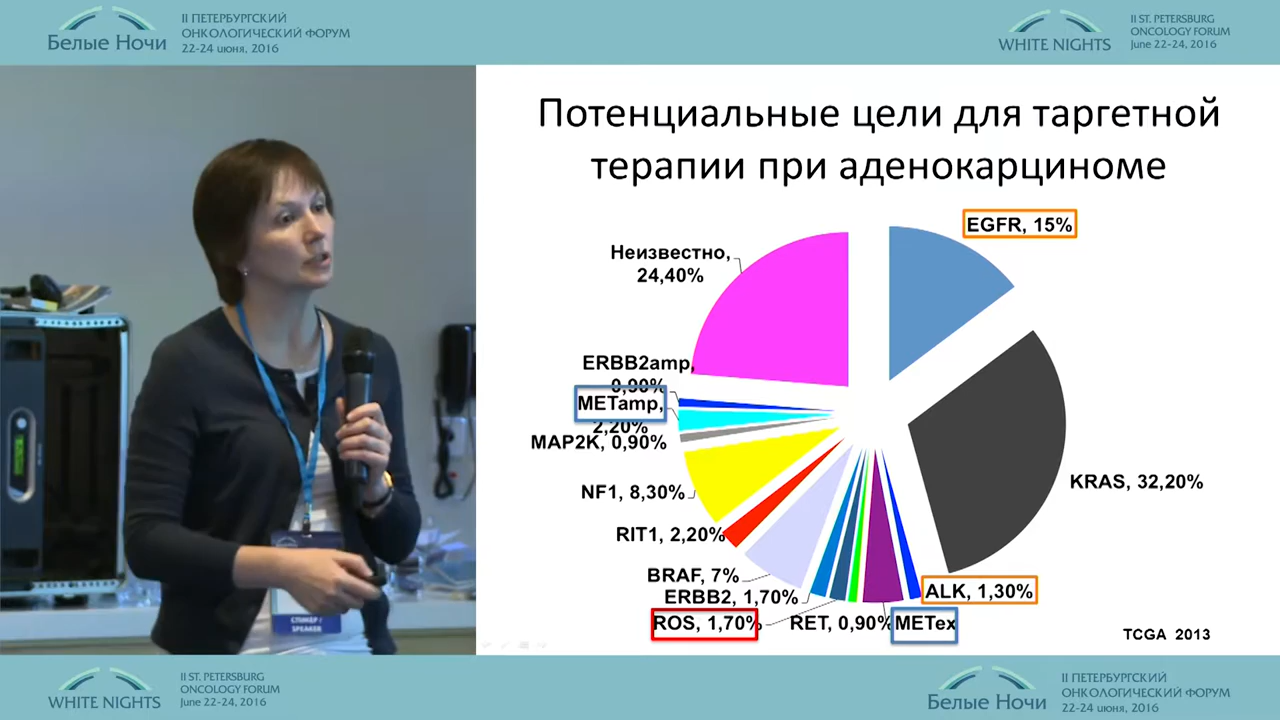 II ПЕТЕРБУРГСКИЙ
ОНКОЛОГИЧЕСКИЙ ФОРУМ
Белые Ночи
22-24 июня, 2016
II ST. PETERSBURG
ONCOLOGY FORUM
WHITE NIGHTS
June 22-24, 2016
Потенциальные цели для таргетной
терапии при аденокарциноме
EGFR, 15%
Неизвестно,
24,40%
ERBB2amp,
0,90%
METamp,
2,20%
MAP2K, 0,90%
KRAS, 32,20%
NF1, 8,30%
RIT1, 2,20%
BRAF, 7%
ERBB2, 1,70%
ALK, 1,30%
ROS, 1,70%
RET, 0,90%
METex
TCGA 2013
СПИКЕР /
SPEAKER
II ST. PETERSBURG
ONCOLOGY FORUM
WHITE NIGHTS
June 22-24, 2016
II ПЕТЕРБУРГСКИЙ
ОНКОЛОГИЧЕСКИЙ ФОРУМ
Белые Ночи
22-24 июня, 2016